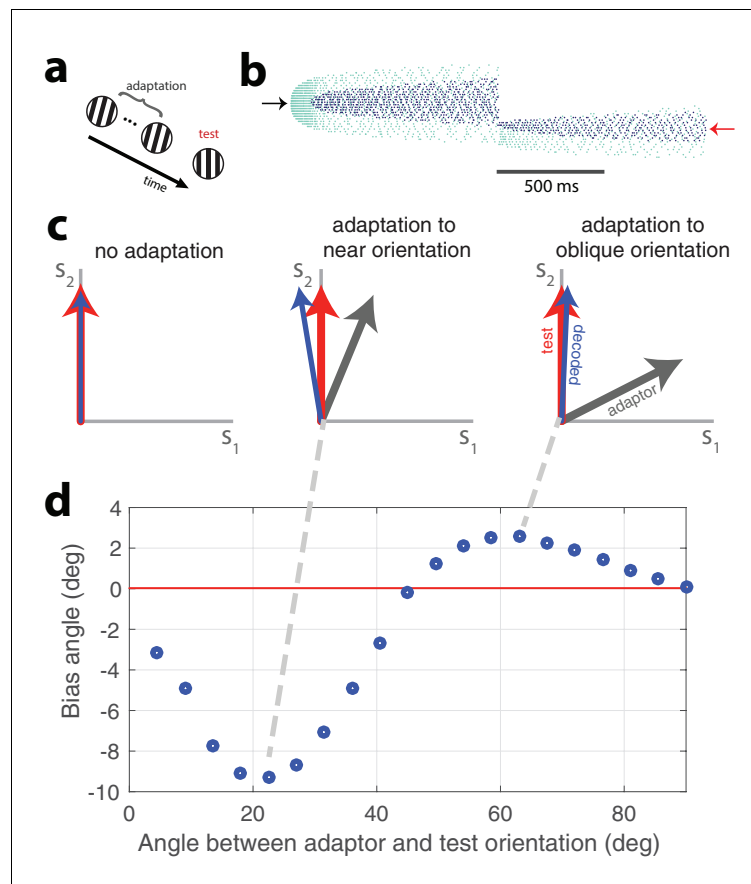 a
adaptation
test
time
b
500 ms
c
no adaptation
adaptation to
near orientation
adaptation to
oblique orientation
S2
S1
S2
S1
S2
test
decoded
adaptor
S1
d
Bias angle (deg)
4
2
0
-2
-4
-6
-8
-10
0
20
40
60
80
Angle between adaptor and test orientation (deg)